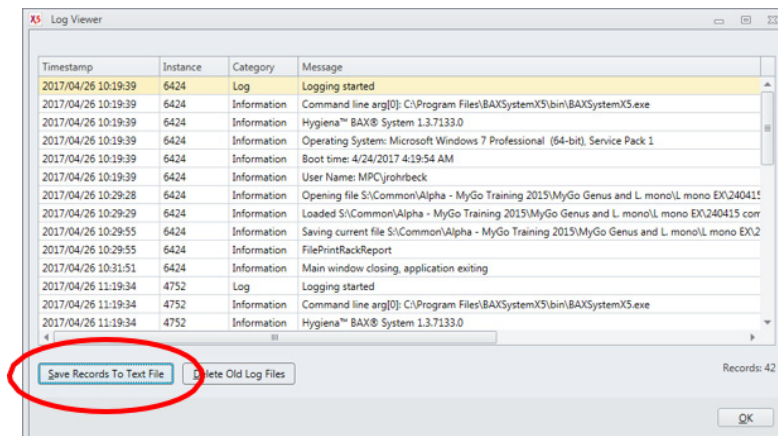 X5 Log Viewer
Timestamp Instance Category Message
2017/04/26 10:19:39 6424 Log Logging started
2017/04/26 10:19:39 6424 Information Command line arg[0]: C:\Program Files\BAXSystemX5\bin\BAXSystemX5.exe
2017/04/26 10:19:39 6424 Information Hygiena™ BAX® System 1.3.7133.0
2017/04/26 10:19:39 6424 Information Operating System: Microsoft Windows 7 Professional (64-bit), Service Pack 1
2017/04/26 10:19:39 6424 Information Boot time: 4/24/2017 4:19:54 AM
2017/04/26 10:19:39 6424 Information User Name: MPC\jrohrbeck
2017/04/26 10:29:28 6424 Information Opening file S:\Common\Alpha - MyGo Training 2015\MyGo Genus and L. mono\L mono EX\240415
2017/04/26 10:29:29 6424 Information Loaded S:\Common\Alpha - MyGo Training 2015\MyGo Genus and L. mono\L mono EX\240415 com
2017/04/26 10:29:55 6424 Information Saving current file S:\Common\Alpha - MyGo Training 2015\MyGo Genus and L. mono\L mono EX\2
2017/04/26 10:29:55 6424 Information FilePrintRackReport
2017/04/26 10:31:51 6424 Information Main window closing, application exiting
2017/04/26 11:19:34 4752 Log Logging started
2017/04/26 11:19:34 4752 Information Command line arg[0]: C:\Program Files\BAXSystemX5\bin\BAXSystemX5.exe
2017/04/26 11:19:34 4752 Information Hygiena™ BAX® System 1.3.7133.0
Save Records To Text File Delete Old Log Files Records: 42
OK